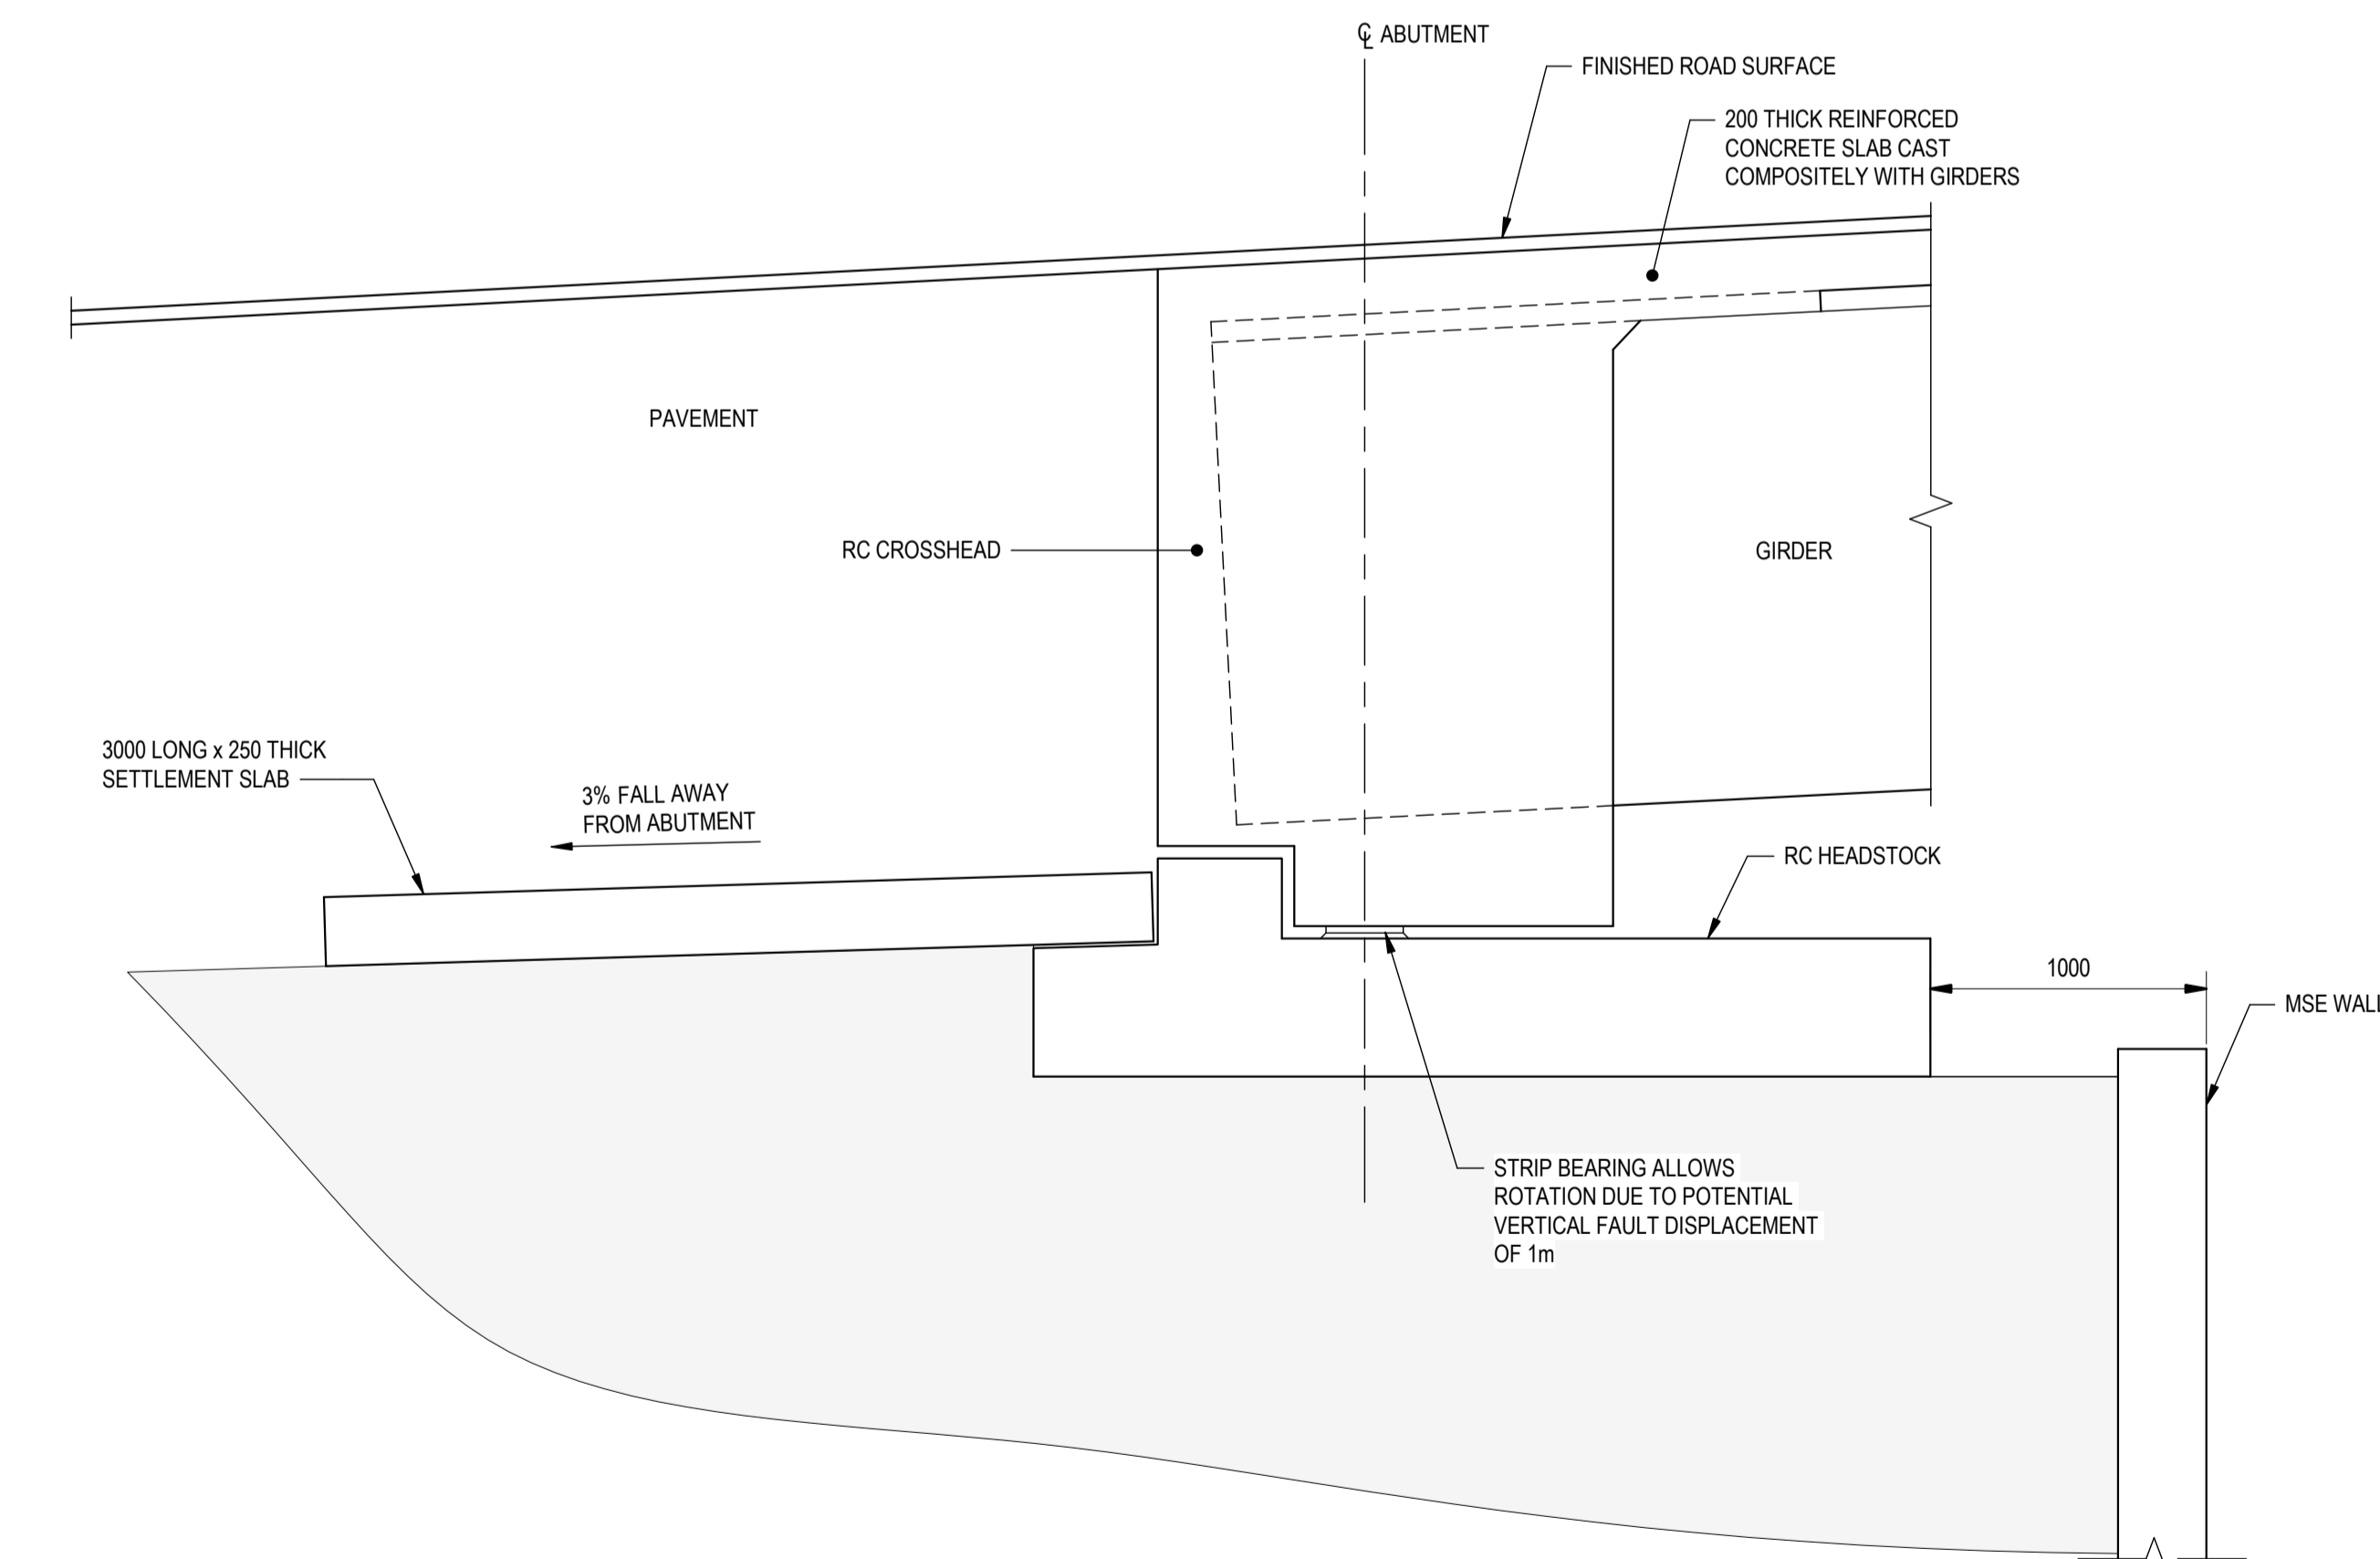 ℄ ABUTMENT
FINISHED ROAD SURFACE
200 THICK REINFORCED
CONCRETE SLAB CAST
COMPOSITELY WITH GIRDERS
PAVEMENT
RC CROSSHEAD
GIRDER
3000 LONG x 250 THICK
SETTLEMENT SLAB
3% FALL AWAY
FROM ABUTMENT
RC HEADSTOCK
1000
MSE WALL
STRIP BEARING ALLOWS
ROTATION DUE TO POTENTIAL
VERTICAL FAULT DISPLACEMENT
OF 1m